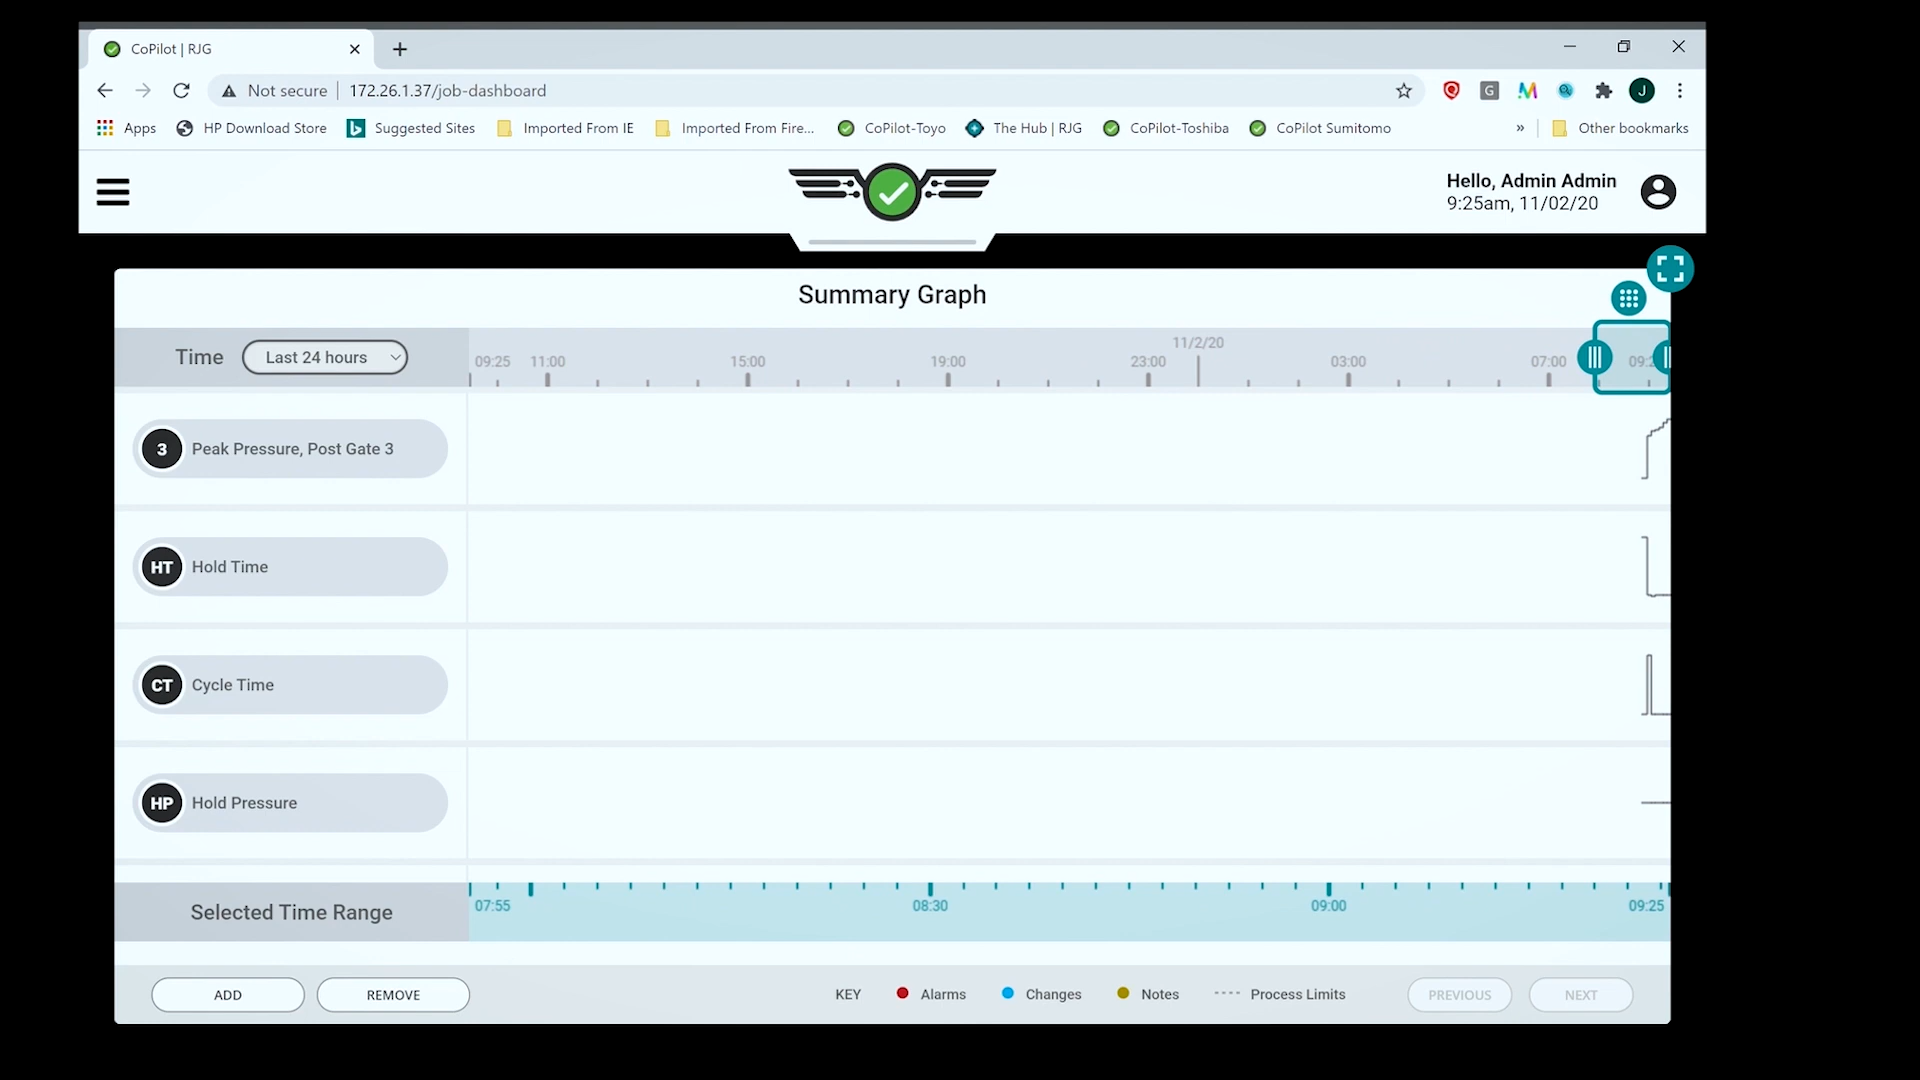 CoPilot | RJG
Not secure 172.26.1.37/job-dashboard
G J
Apps HP Download Store Suggested Sites Imported From IE Imported From Fire... CoPilot-Toyo The Hub | RJG CoPilot-Toshiba CoPilot Sumitomo » Other bookmarks
Hello, Admin Admin
9:25am, 11/02/20
Summary Graph
Time Last 24 hours
11/2/20
09:25 11:00 15:00 19:00 23:00 03:00 07:00
3 Peak Pressure, Post Gate 3
HT Hold Time
CT Cycle Time
HP Hold Pressure
Selected Time Range
07:55 08:30 09:00 09:25
ADD REMOVE KEY Alarms Changes Notes Process Limits PREVIOUS NEXT